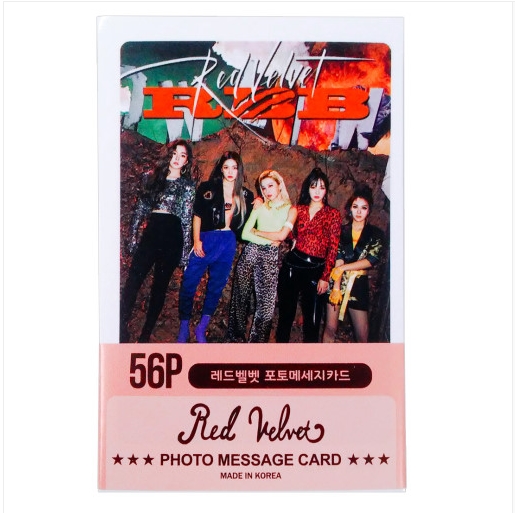 Red Velvet
RBB
56P
레드벨벳 포토메세지카드
Red Velvet
★★★ PHOTO MESSAGE CARD ★★★
MADE IN KOREA